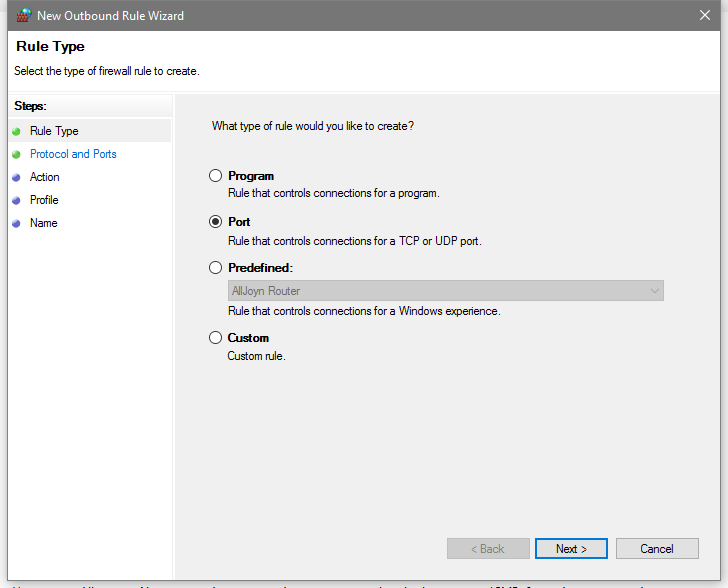 New Outbound Rule Wizard
Rule Type
Select the type of firewall rule to create.
Steps:
Rule Type
Protocol and Ports
Action
Profile
Name
What type of rule would you like to create?
Program
Rule that controls connections for a program.
Port
Rule that controls connections for a TCP or UDP port.
Predefined:
AllJoyn Router
Rule that controls connections for a Windows experience.
Custom
Custom rule.
< Back
Next >
Cancel